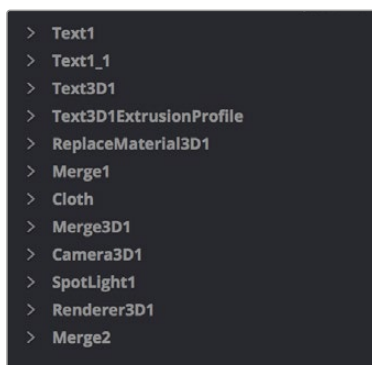 Text1
Text1_1
Text3D1
Text3D1ExtrusionProfile
ReplaceMaterial3D1
Merge1
Cloth
Merge3D1
Camera3D1
SpotLight1
Renderer3D1
Merge2